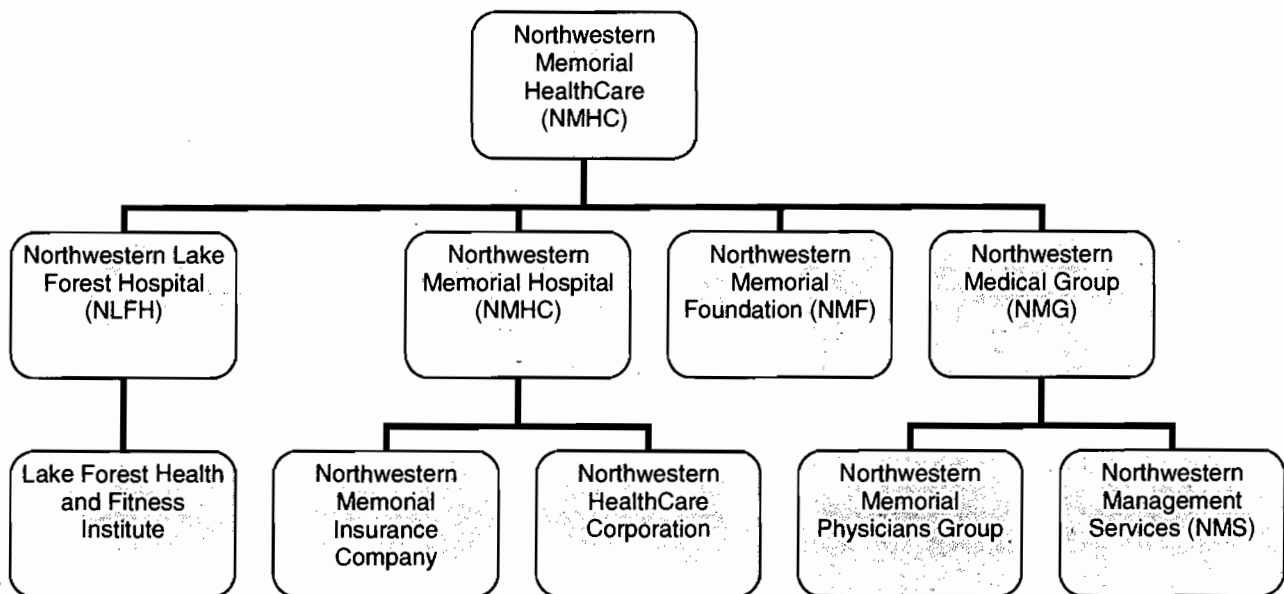 Northwestern
Memorial
HealthCare
(NMHC)
Northwestern Lake
Forest Hospital
(NLFH)
Northwestern
Memorial Hospital
(NMHC)
Northwestern
Memorial
Foundation (NMF)
Northwestern
Medical Group
(NMG)
Lake Forest Health
and Fitness
Institute
Northwestern
Memorial
Insurance
Company
Northwestern
HealthCare
Corporation
Northwestern
Memorial
Physicians Group
Northwestern
Management
Services (NMS)